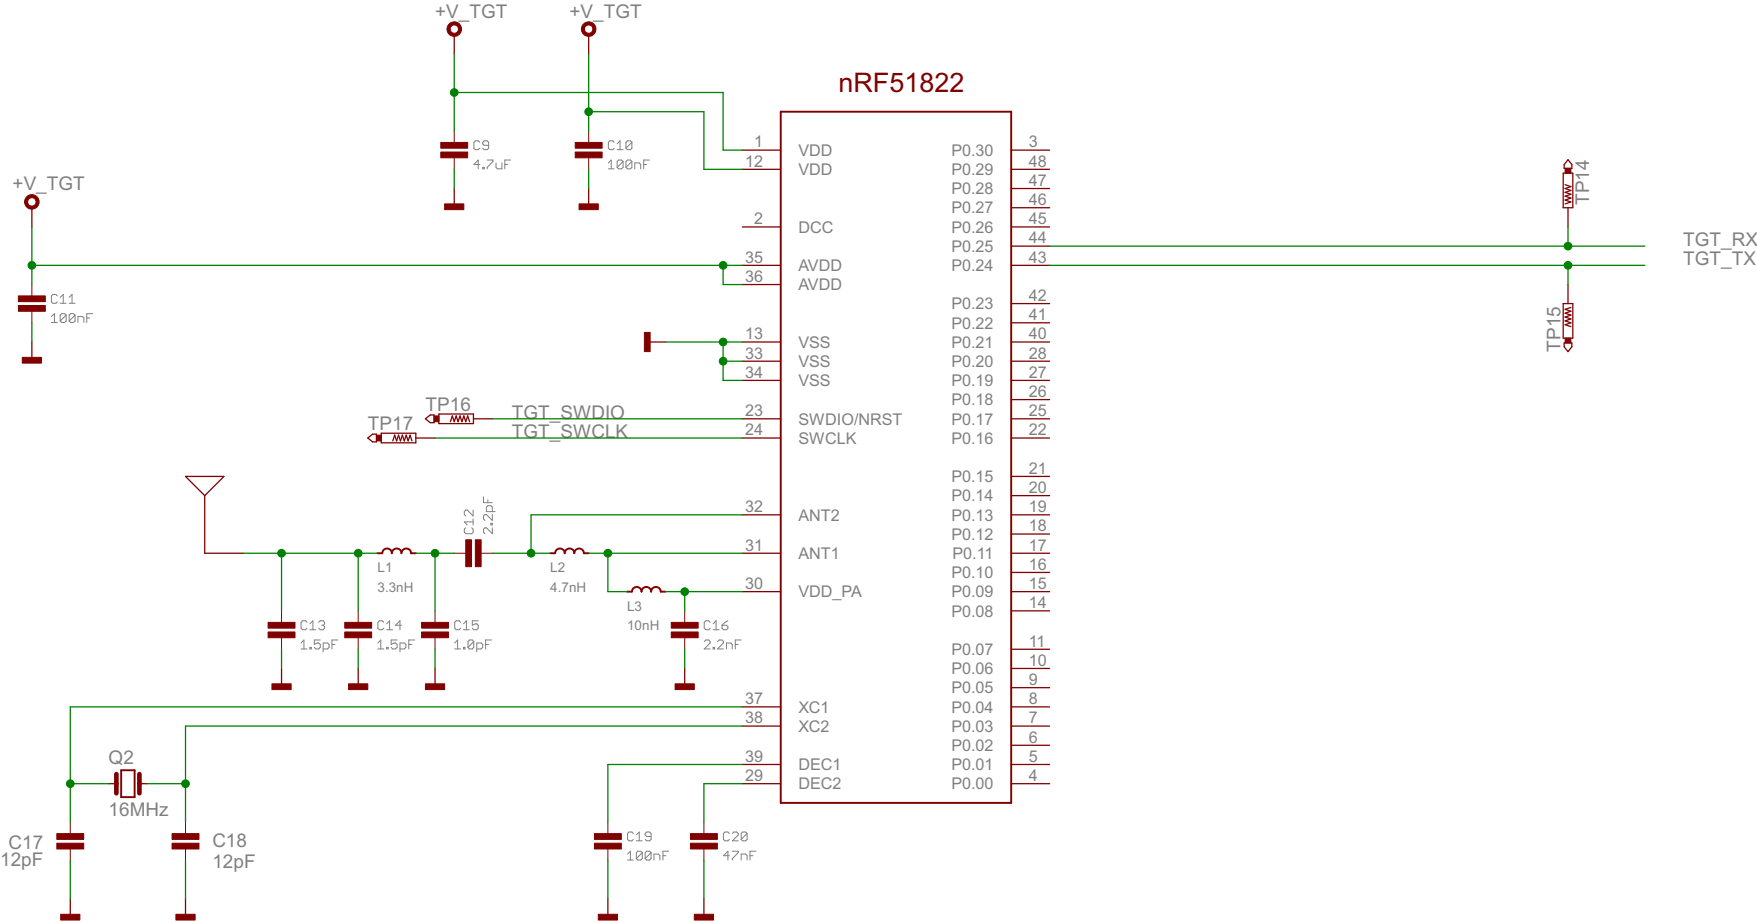 +V_TGT
+V_TGT
nRF51822
C9
4.7uF
C10
100nF
+V_TGT
C11
100nF
1
VDD
12
VDD
2
DCC
35
AVDD
36
AVDD
13
VSS
33
VSS
34
VSS
TP16
TGT_SWDIO
23
SWDIO/NRST
TP17
TGT_SWCLK
24
SWCLK
32
ANT2
31
ANT1
30
VDD_PA
C12
2.2pF
L1
3.3nH
L2
4.7nH
L3
10nH
C13
1.5pF
C14
1.5pF
C15
1.0pF
C16
2.2nF
37
XC1
38
XC2
39
DEC1
29
DEC2
Q2
16MHz
C17
12pF
C18
12pF
C19
100nF
C20
47nF
P0.30
3
P0.29
48
P0.28
47
P0.27
46
P0.26
45
P0.25
44
P0.24
43
P0.23
42
P0.22
41
P0.21
40
P0.20
28
P0.19
27
P0.18
26
P0.17
25
P0.16
22
P0.15
21
P0.14
20
P0.13
19
P0.12
18
P0.11
17
P0.10
16
P0.09
15
P0.08
14
P0.07
11
P0.06
10
P0.05
9
P0.04
8
P0.03
7
P0.02
6
P0.01
5
P0.00
4
TP14
TGT_RX
TGT_TX
TP15